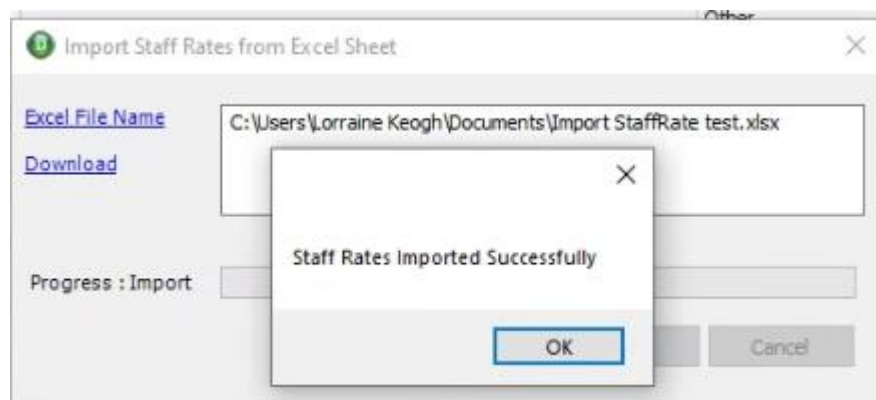 Other
Import Staff Rates from Excel Sheet
Excel File Name
C:\Users\Lorraine Keogh\Documents\Import StaffRate test.xlsx
Download
Staff Rates Imported Successfully
Progress : Import
OK
Cancel